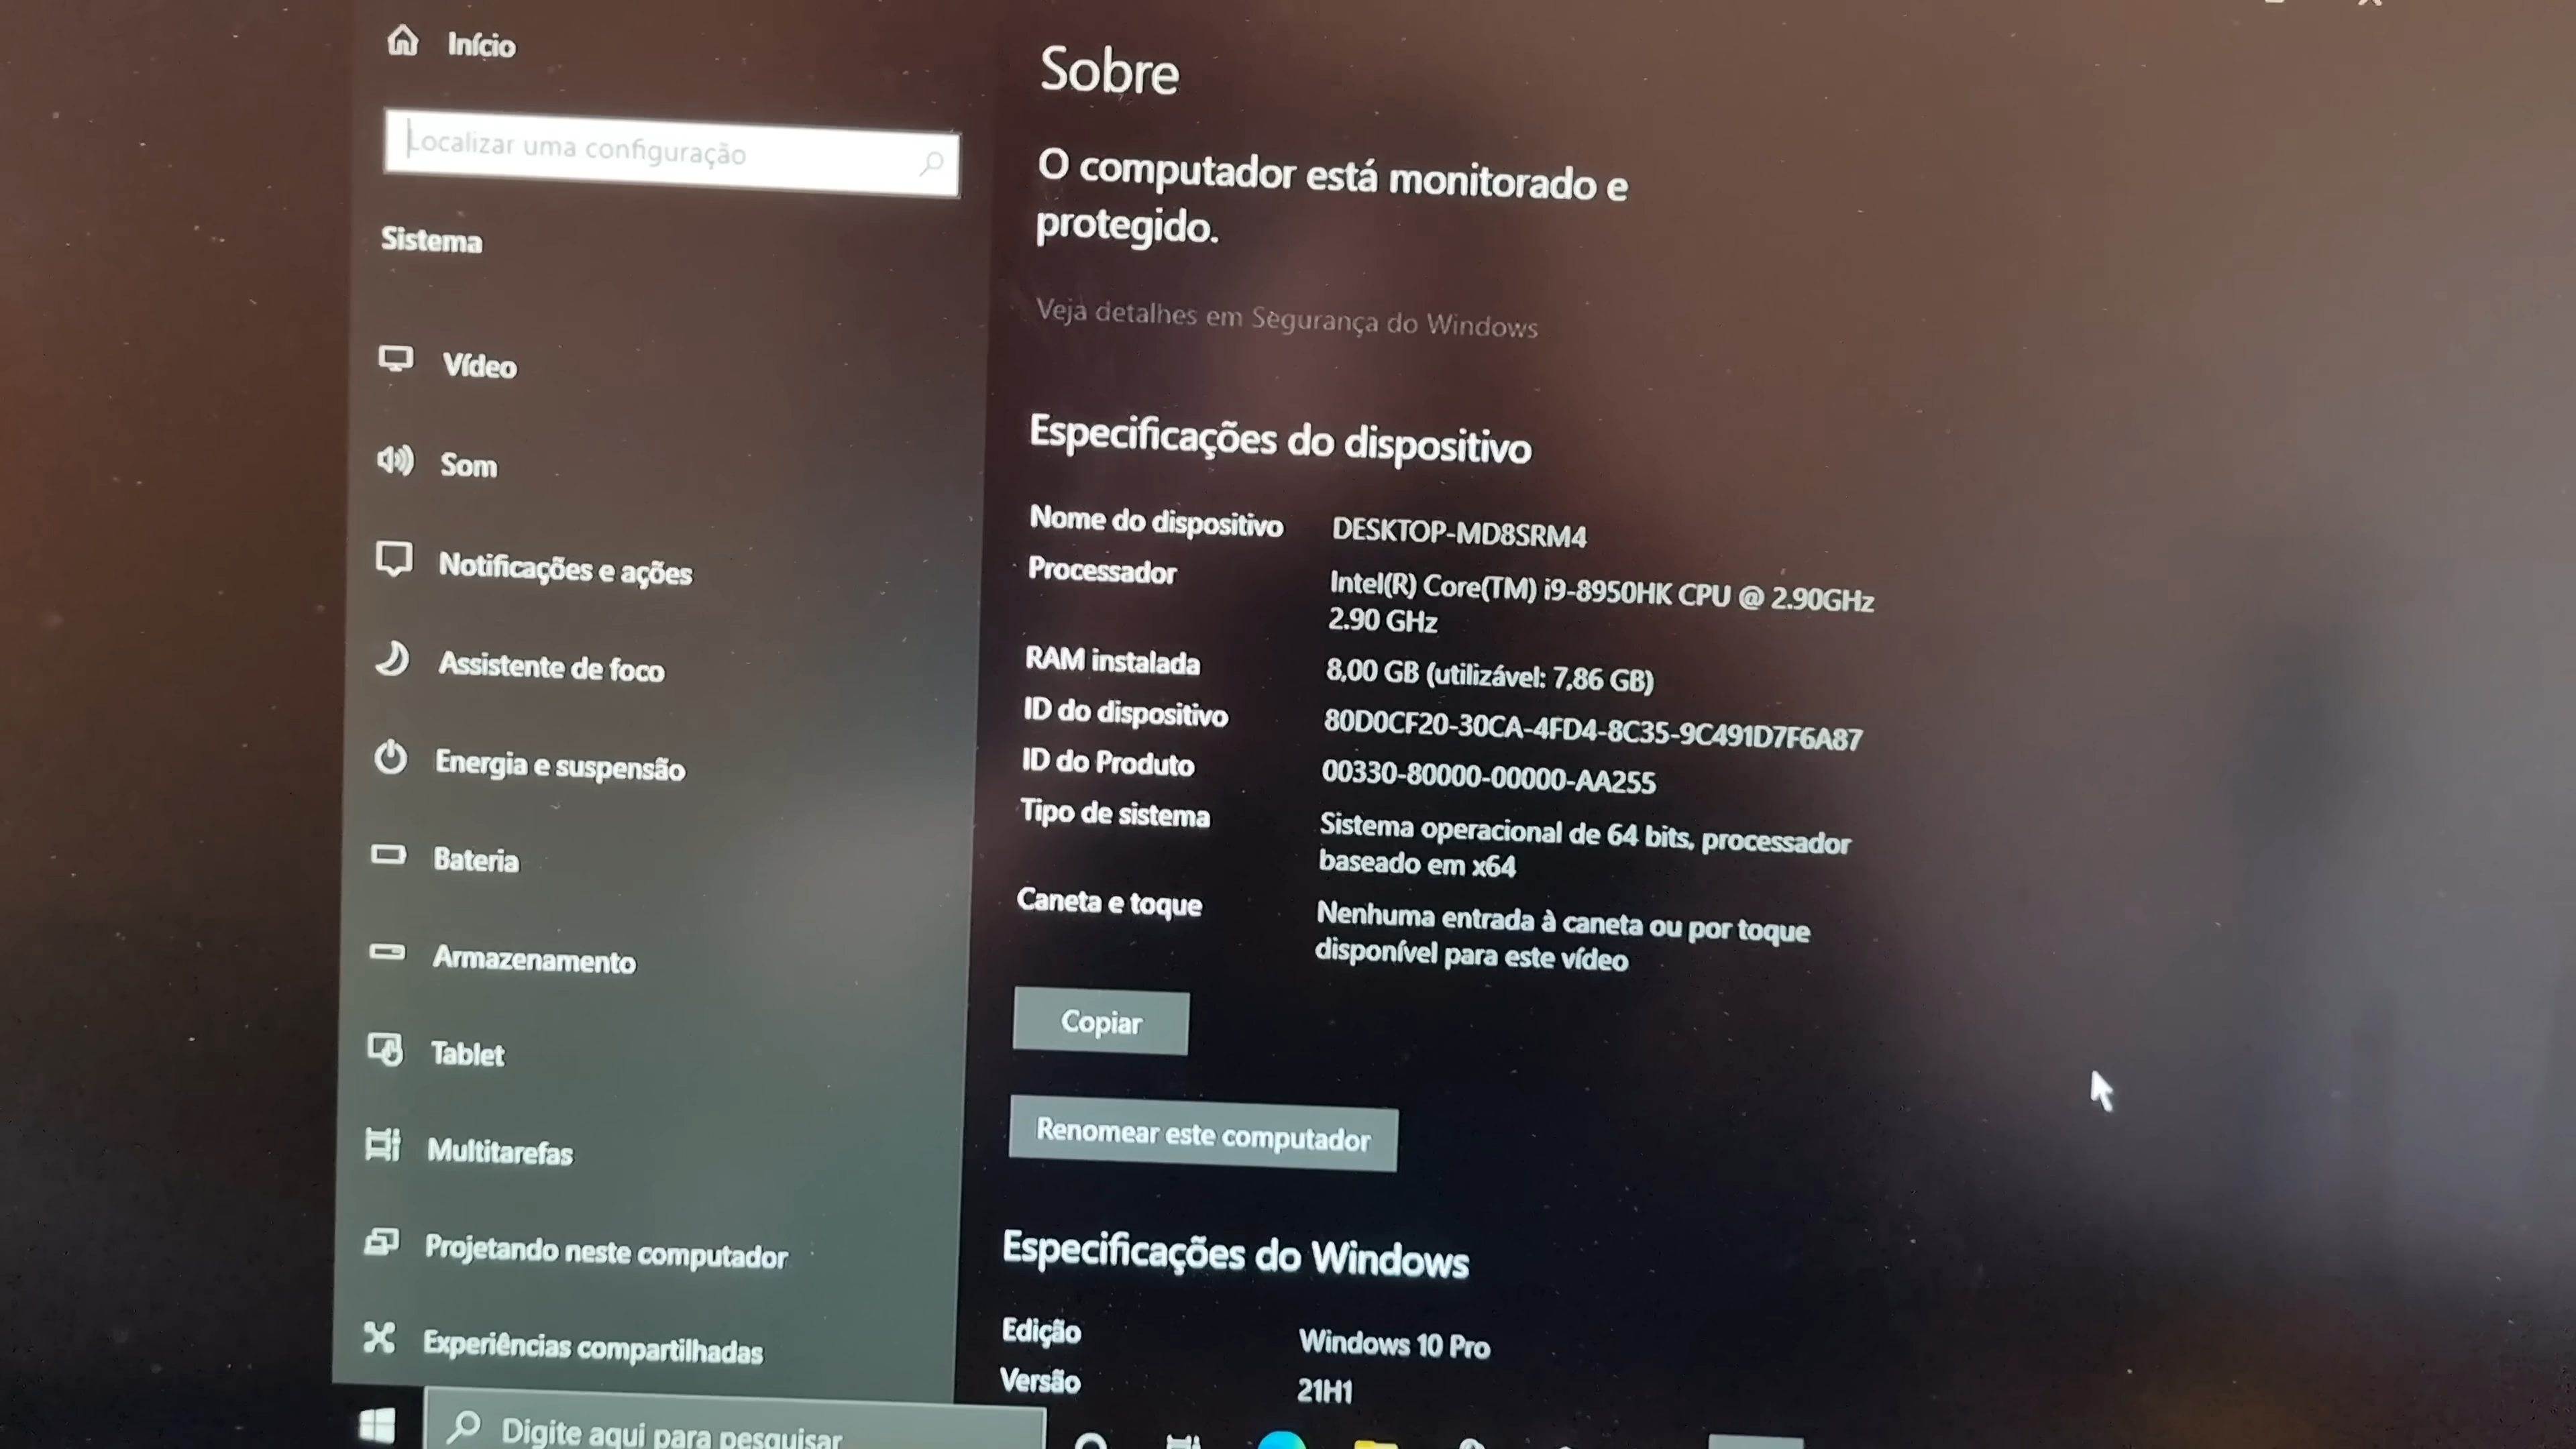 Início
Localizar uma configuração
Sistema
Vídeo
Som
Notificações e ações
Assistente de foco
Energia e suspensão
Bateria
Armazenamento
Tablet
Multitarefas
Projetando neste computador
Experiências compartilhadas
Sobre
O computador está monitorado e
protegido.
Veja detalhes em Segurança do Windows
Especificações do dispositivo
Nome do dispositivo DESKTOP-MD8SRM4
Processador Intel(R) Core(TM) i9-8950HK CPU @ 2.90GHz
2.90 GHz
RAM instalada 8,00 GB (utilizável: 7,86 GB)
ID do dispositivo 80D0CF20-30CA-4FD4-8C35-9C491D7F6A87
ID do Produto 00330-80000-00000-AA255
Tipo de sistema Sistema operacional de 64 bits, processador
baseado em x64
Caneta e toque Nenhuma entrada à caneta ou por toque
disponível para este vídeo
Copiar
Renomear este computador
Especificações do Windows
Edição Windows 10 Pro
Versão 21H1
Digite aqui para pesquisar